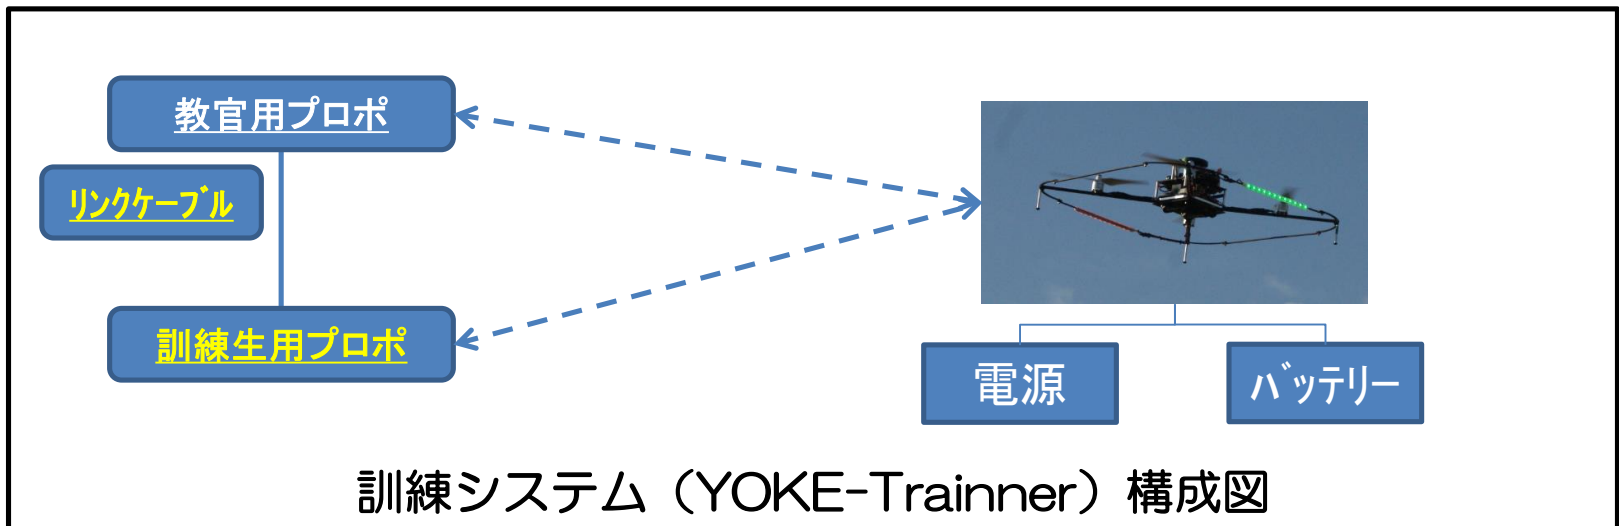 教官用プロポ
リンクケーブル
訓練生用プロポ
電源
バッテリー
訓練システム（YOKE-Trainner）構成図